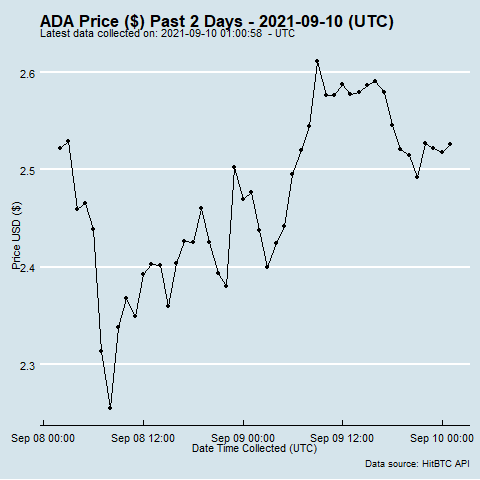 ADA Price ($) Past 2 Days - 2021-09-10 (UTC)
Latest data collected on: 2021-09-10 01:00:58 - UTC
2.6
2.5
2.4
2.3
Price USD ($)
Sep 08 00:00 Sep 08 12:00 Sep 09 00:00 Sep 09 12:00 Sep 10 00:00
Date Time Collected (UTC)
Data source: HitBTC API